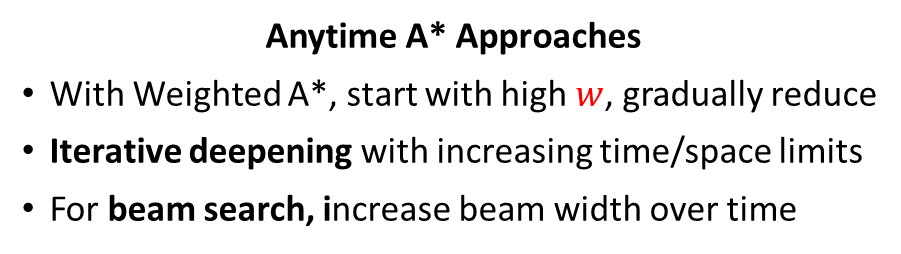 Anytime A* Approaches
• With Weighted A*, start with high w, gradually reduce
• Iterative deepening with increasing time/space limits
• For beam search, increase beam width over time